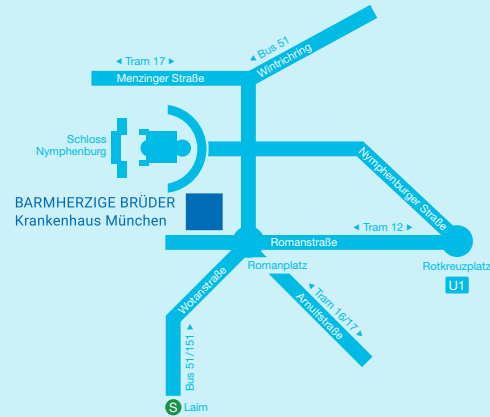 ◄ Bus 51
Wintrichring
◄ Tram 17 ►
Menzinger Straße
Schloss
Nymphenburg
Nymphenburger Straße
BARMHERZIGE BRÜDER
Krankenhaus München
◄ Tram 12 ►
Romanstraße
Romanplatz
Rotkreuzplatz
U1
Wotanstraße
◄ Tram 16/17 ►
Arnulfstraße
Bus 51/151 ►
S Laim